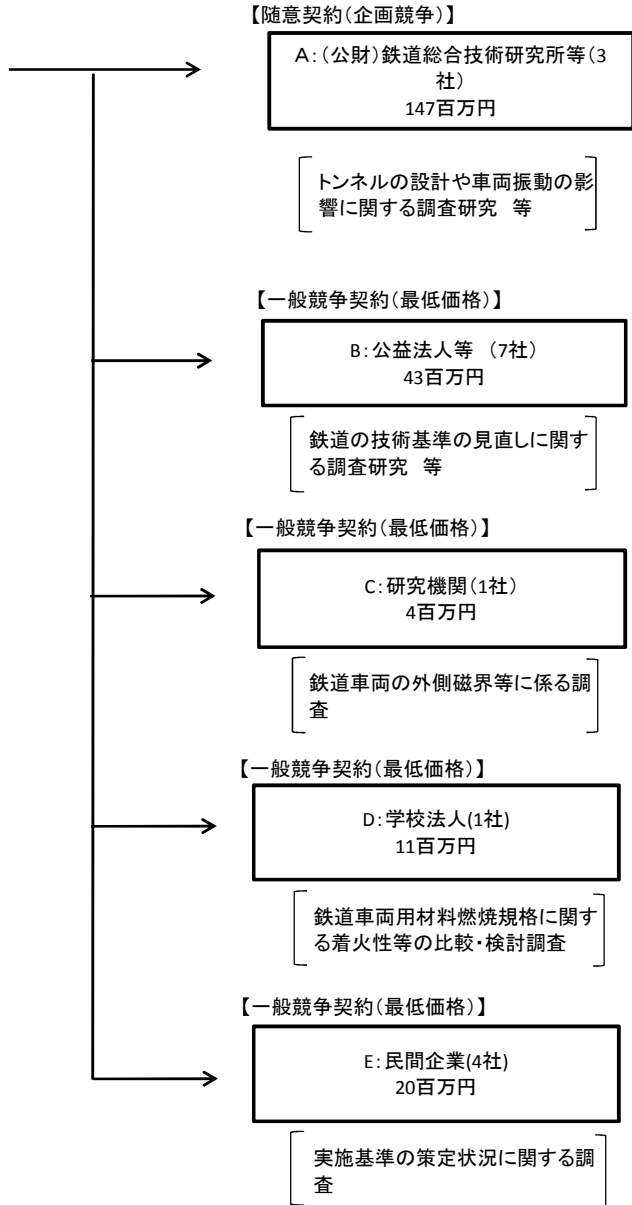 【随意契約(企画競争)】
A:(公財)鉄道総合技術研究所等(3
社)
147百万円
トンネルの設計や車両振動の影
響に関する調査研究　等
【一般競争契約(最低価格)】
B:公益法人等　(7社)
43百万円
鉄道の技術基準の見直しに関す
る調査研究　等
【一般競争契約(最低価格)】
C:研究機関(1社)
4百万円
鉄道車両の外側磁界等に係る調
査
【一般競争契約(最低価格)】
D:学校法人(1社)
11百万円
鉄道車両用材料燃焼規格に関す
る着火性等の比較・検討調査
【一般競争契約(最低価格)】
E:民間企業(4社)
20百万円
実施基準の策定状況に関する調
査